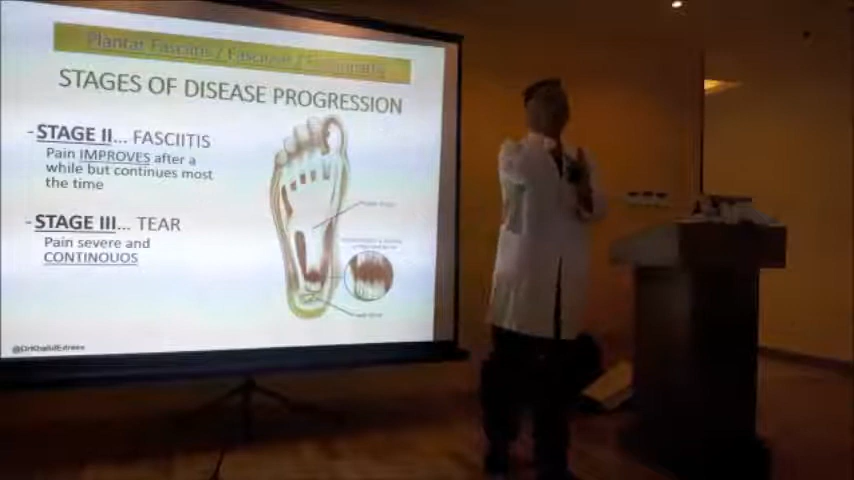 Plantar Fasciitis / Fasciosis /
STAGES OF DISEASE PROGRESSION
- STAGE II... FASCIITIS
Pain IMPROVES after a
while but continues most
the time
- STAGE III... TEAR
Pain severe and
CONTINOUOS
@DrKhalidEdrees